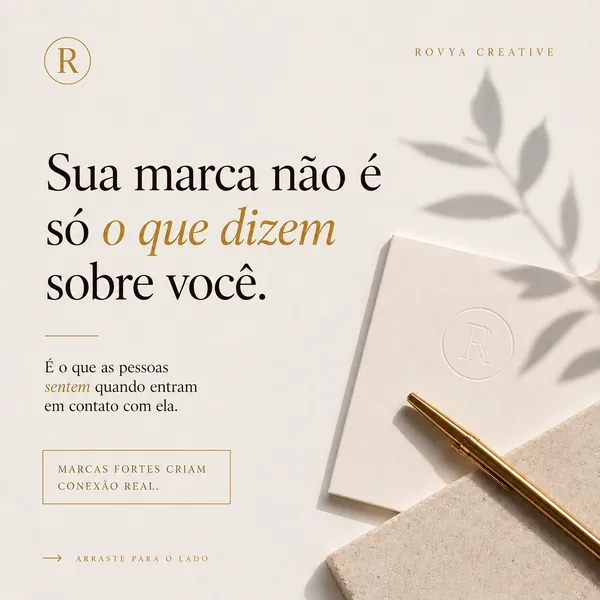 R
ROVYA CREATIVE
Sua marca não é
só o que dizem
sobre você.
É o que as pessoas
sentem quando entram
em contato com ela.
R
MARCAS FORTES CRIAM
CONEXÃO REAL.
→ ARRASTE PARA O LADO